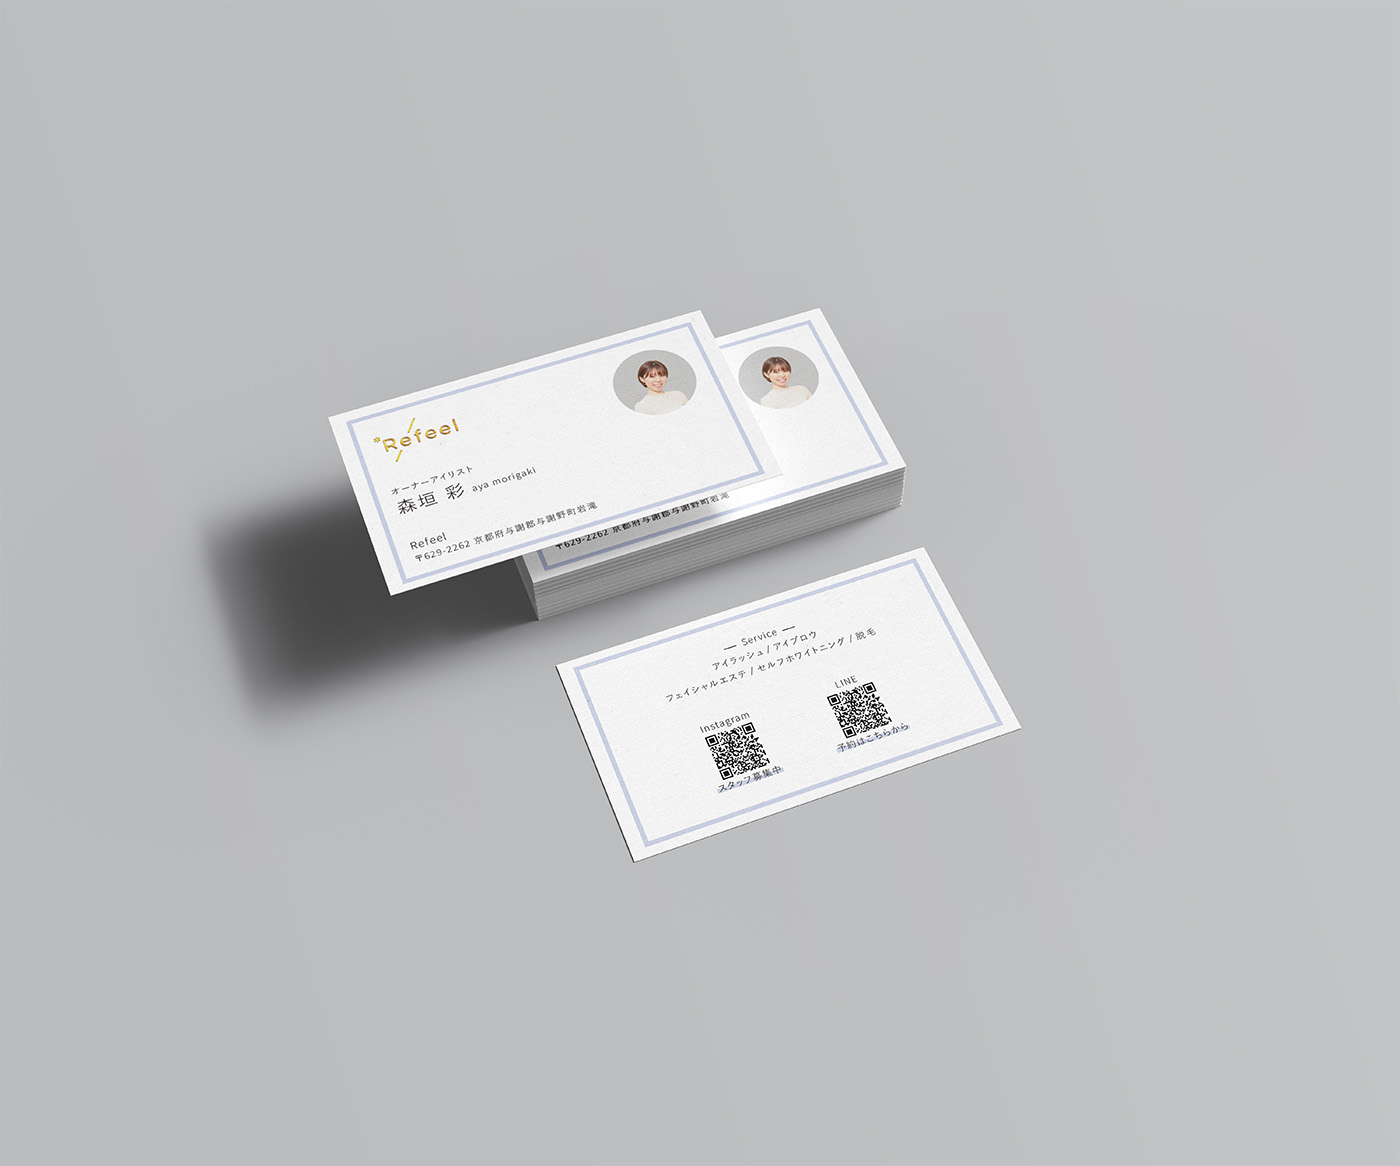 Refeel
オーナーアイリスト
森垣 彩 aya morigaki
Refeel
〒629-2262 京都府与謝郡与謝野町岩滝
〒629-2262 京都府与謝郡与謝野町岩滝
Service
アイラッシュ / アイブロウ
フェイシャルエステ / セルフホワイトニング / 脱毛
Instagram
スタッフ募集中
LINE
予約はこちらから